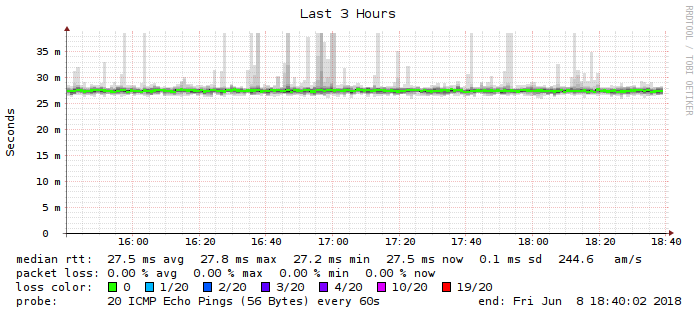 Last 3 Hours
RRDTOOL / TOBI OETIKER
Seconds
35 m
30 m
25 m
20 m
15 m
10 m
5 m
0
16:00 16:20 16:40 17:00 17:20 17:40 18:00 18:20 18:40
median rtt: 27.5 ms avg 27.8 ms max 27.2 ms min 27.5 ms now 0.1 ms sd 244.6 am/s
packet loss: 0.00 % avg 0.00 % max 0.00 % min 0.00 % now
loss color: 0 1/20 2/20 3/20 4/20 10/20 19/20
probe: 20 ICMP Echo Pings (56 Bytes) every 60s end: Fri Jun 8 18:40:02 2018